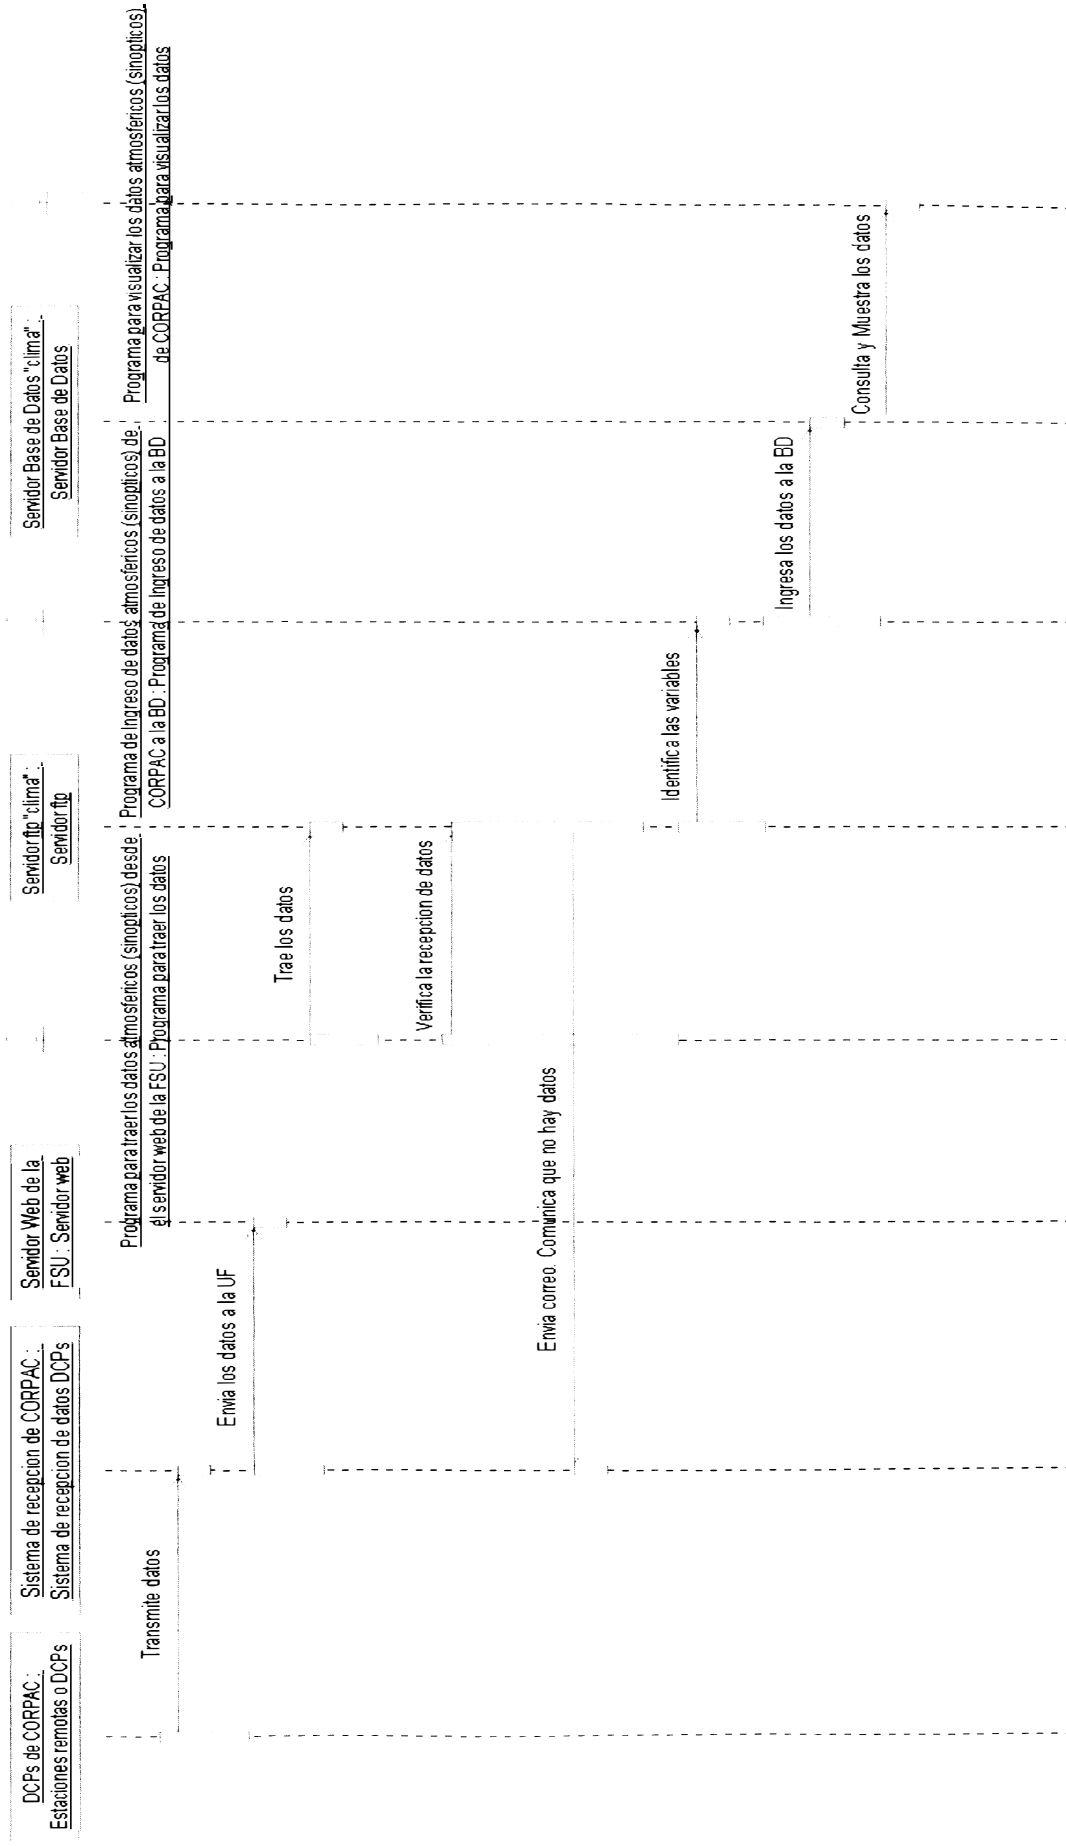 DCPs de CORPAC :
Estaciones remotas o DCPs
Sistema de recepcion de CORPAC :
Sistema de recepcion de datos DCPs
Servidor Web de la
FSU : Servidor web
Servidor ftp "clima" :
Servidor ftp
Servidor Base de Datos "clima" :
Servidor Base de Datos
Programa para traer los datos atmosfericos (sinopticos) desde
el servidor web de la FSU : Programa para traer los datos
Programa de Ingreso de datos atmosfericos (sinopticos) de
CORPAC a la BD : Programa de Ingreso de datos a la BD
Programa para visualizar los datos atmosfericos (sinopticos)
de CORPAC : Programa para visualizar los datos
Transmite datos
Envia los datos a la UF
Trae los datos
Verifica la recepcion de datos
Envia correo. Comunica que no hay datos
Identifica las variables
Ingresa los datos a la BD
Consulta y Muestra los datos